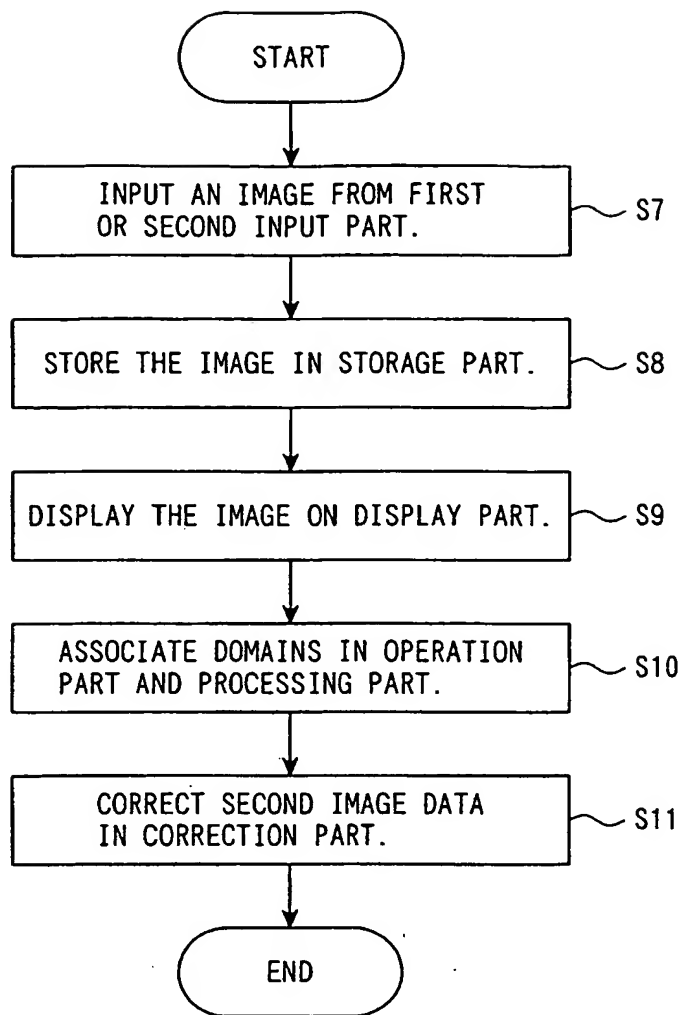 START
INPUT AN IMAGE FROM FIRST
OR SECOND INPUT PART.
S7
STORE THE IMAGE IN STORAGE PART.
S8
DISPLAY THE IMAGE ON DISPLAY PART.
S9
ASSOCIATE DOMAINS IN OPERATION
PART AND PROCESSING PART.
S10
CORRECT SECOND IMAGE DATA
IN CORRECTION PART.
S11
END